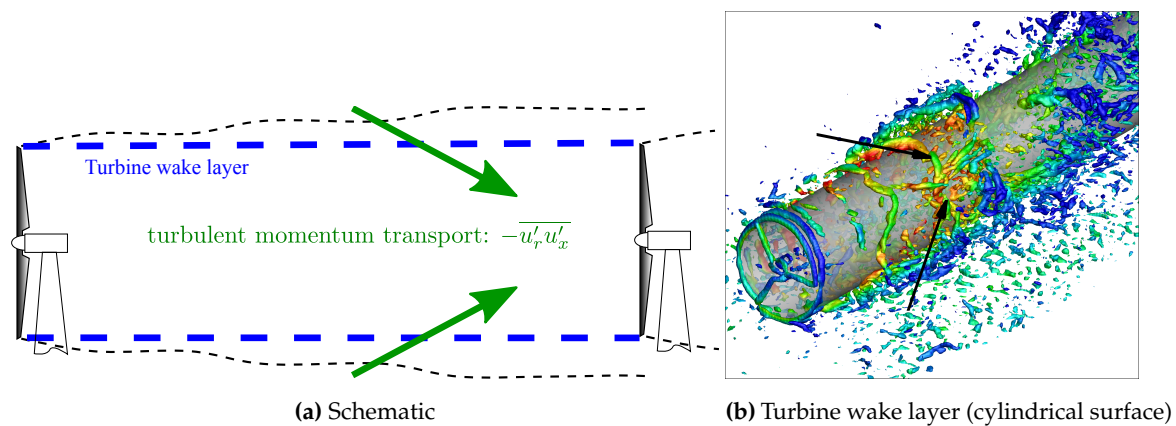 Turbine wake layer
turbulent momentum transport: $-\overline{u_r' u_x'}$
(a) Schematic
(b) Turbine wake layer (cylindrical surface)